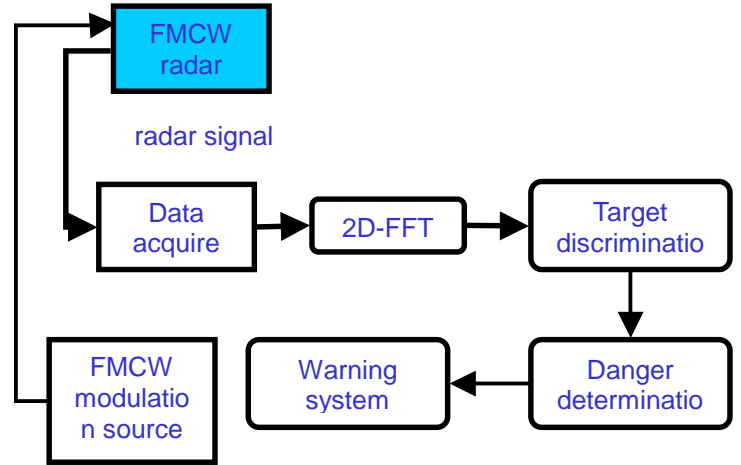 FMCW
radar
radar signal
Data
acquire
2D-FFT
Target
discriminatio
FMCW
modulatio
n source
Warning
system
Danger
determinatio